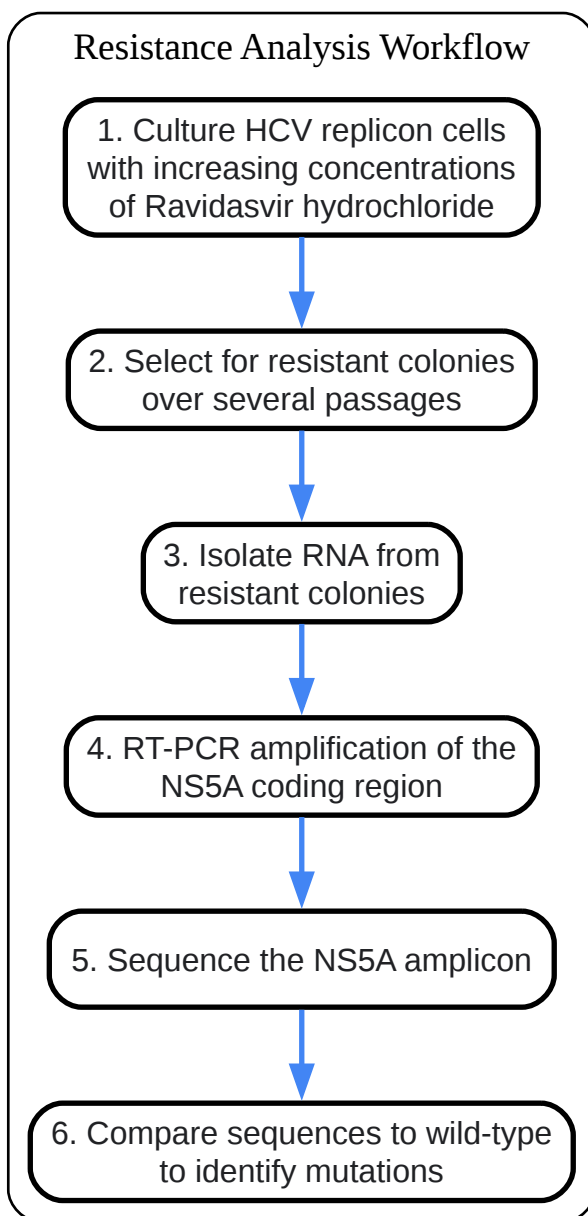 Resistance Analysis Workflow
1. Culture HCV replicon cells
with increasing concentrations
of Ravidasvir hydrochloride
2. Select for resistant colonies
over several passages
3. Isolate RNA from
resistant colonies
4. RT-PCR amplification of the
NS5A coding region
5. Sequence the NS5A amplicon
6. Compare sequences to wild-type
to identify mutations